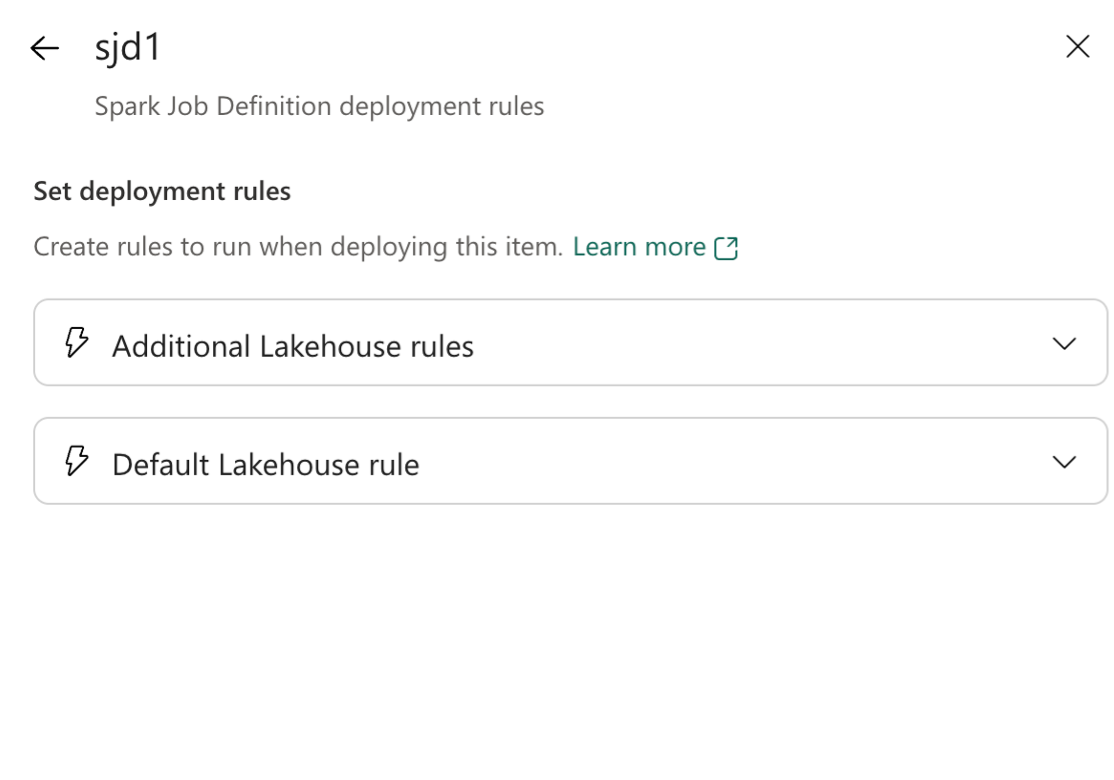 sjd1
Spark Job Definition deployment rules
Set deployment rules
Create rules to run when deploying this item. Learn more
Additional Lakehouse rules
Default Lakehouse rule